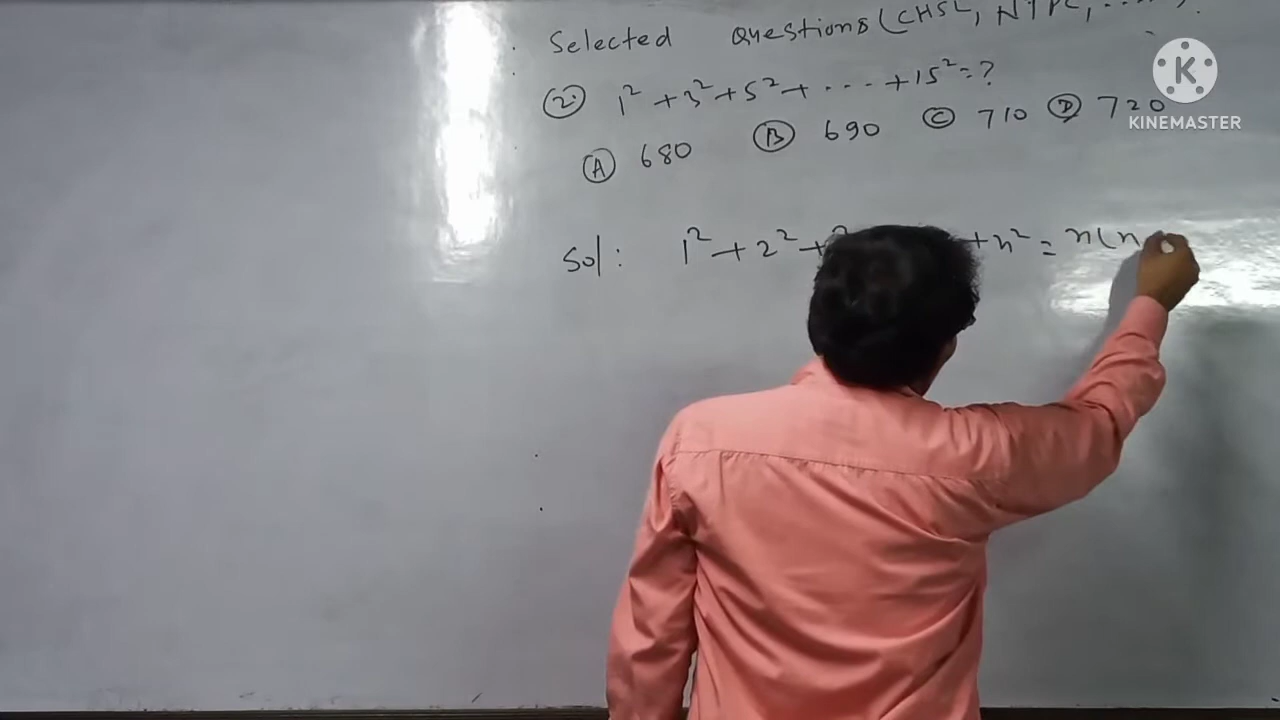 Selected Questions (CHSL, NTPC, ....).
② 1² + 3² + 5² + ... + 15² = ?
Ⓐ 680 Ⓑ 690 Ⓒ 710 Ⓓ 720
Sol: 1² + 2² + + n² = n(n
K
KINEMASTER